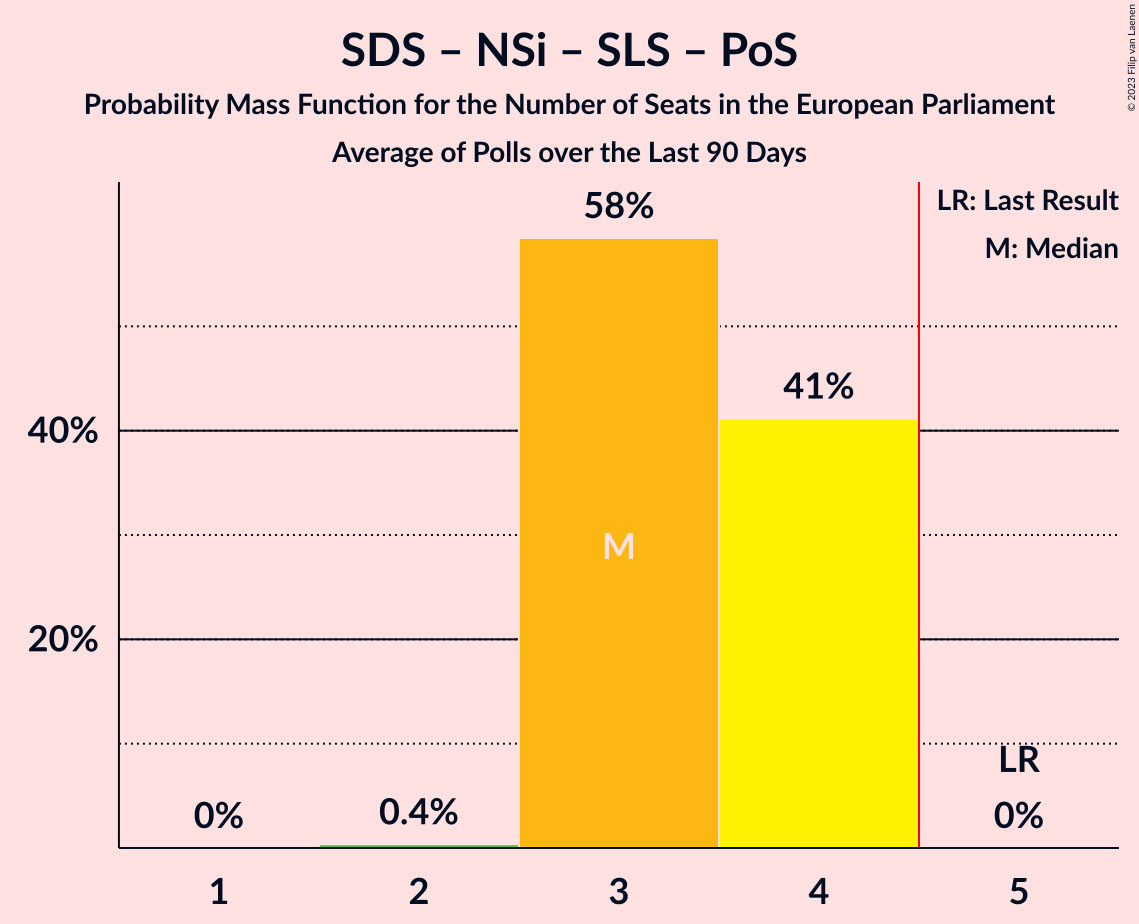 SDS – NSi – SLS – PoS
Probability Mass Function for the Number of Seats in the European Parliament
Average of Polls over the Last 90 Days
© 2023 Filip van Laenen
LR: Last Result
M: Median
58%
41%
40%
M
20%
LR
0%
0.4%
0%
1
2
3
4
5